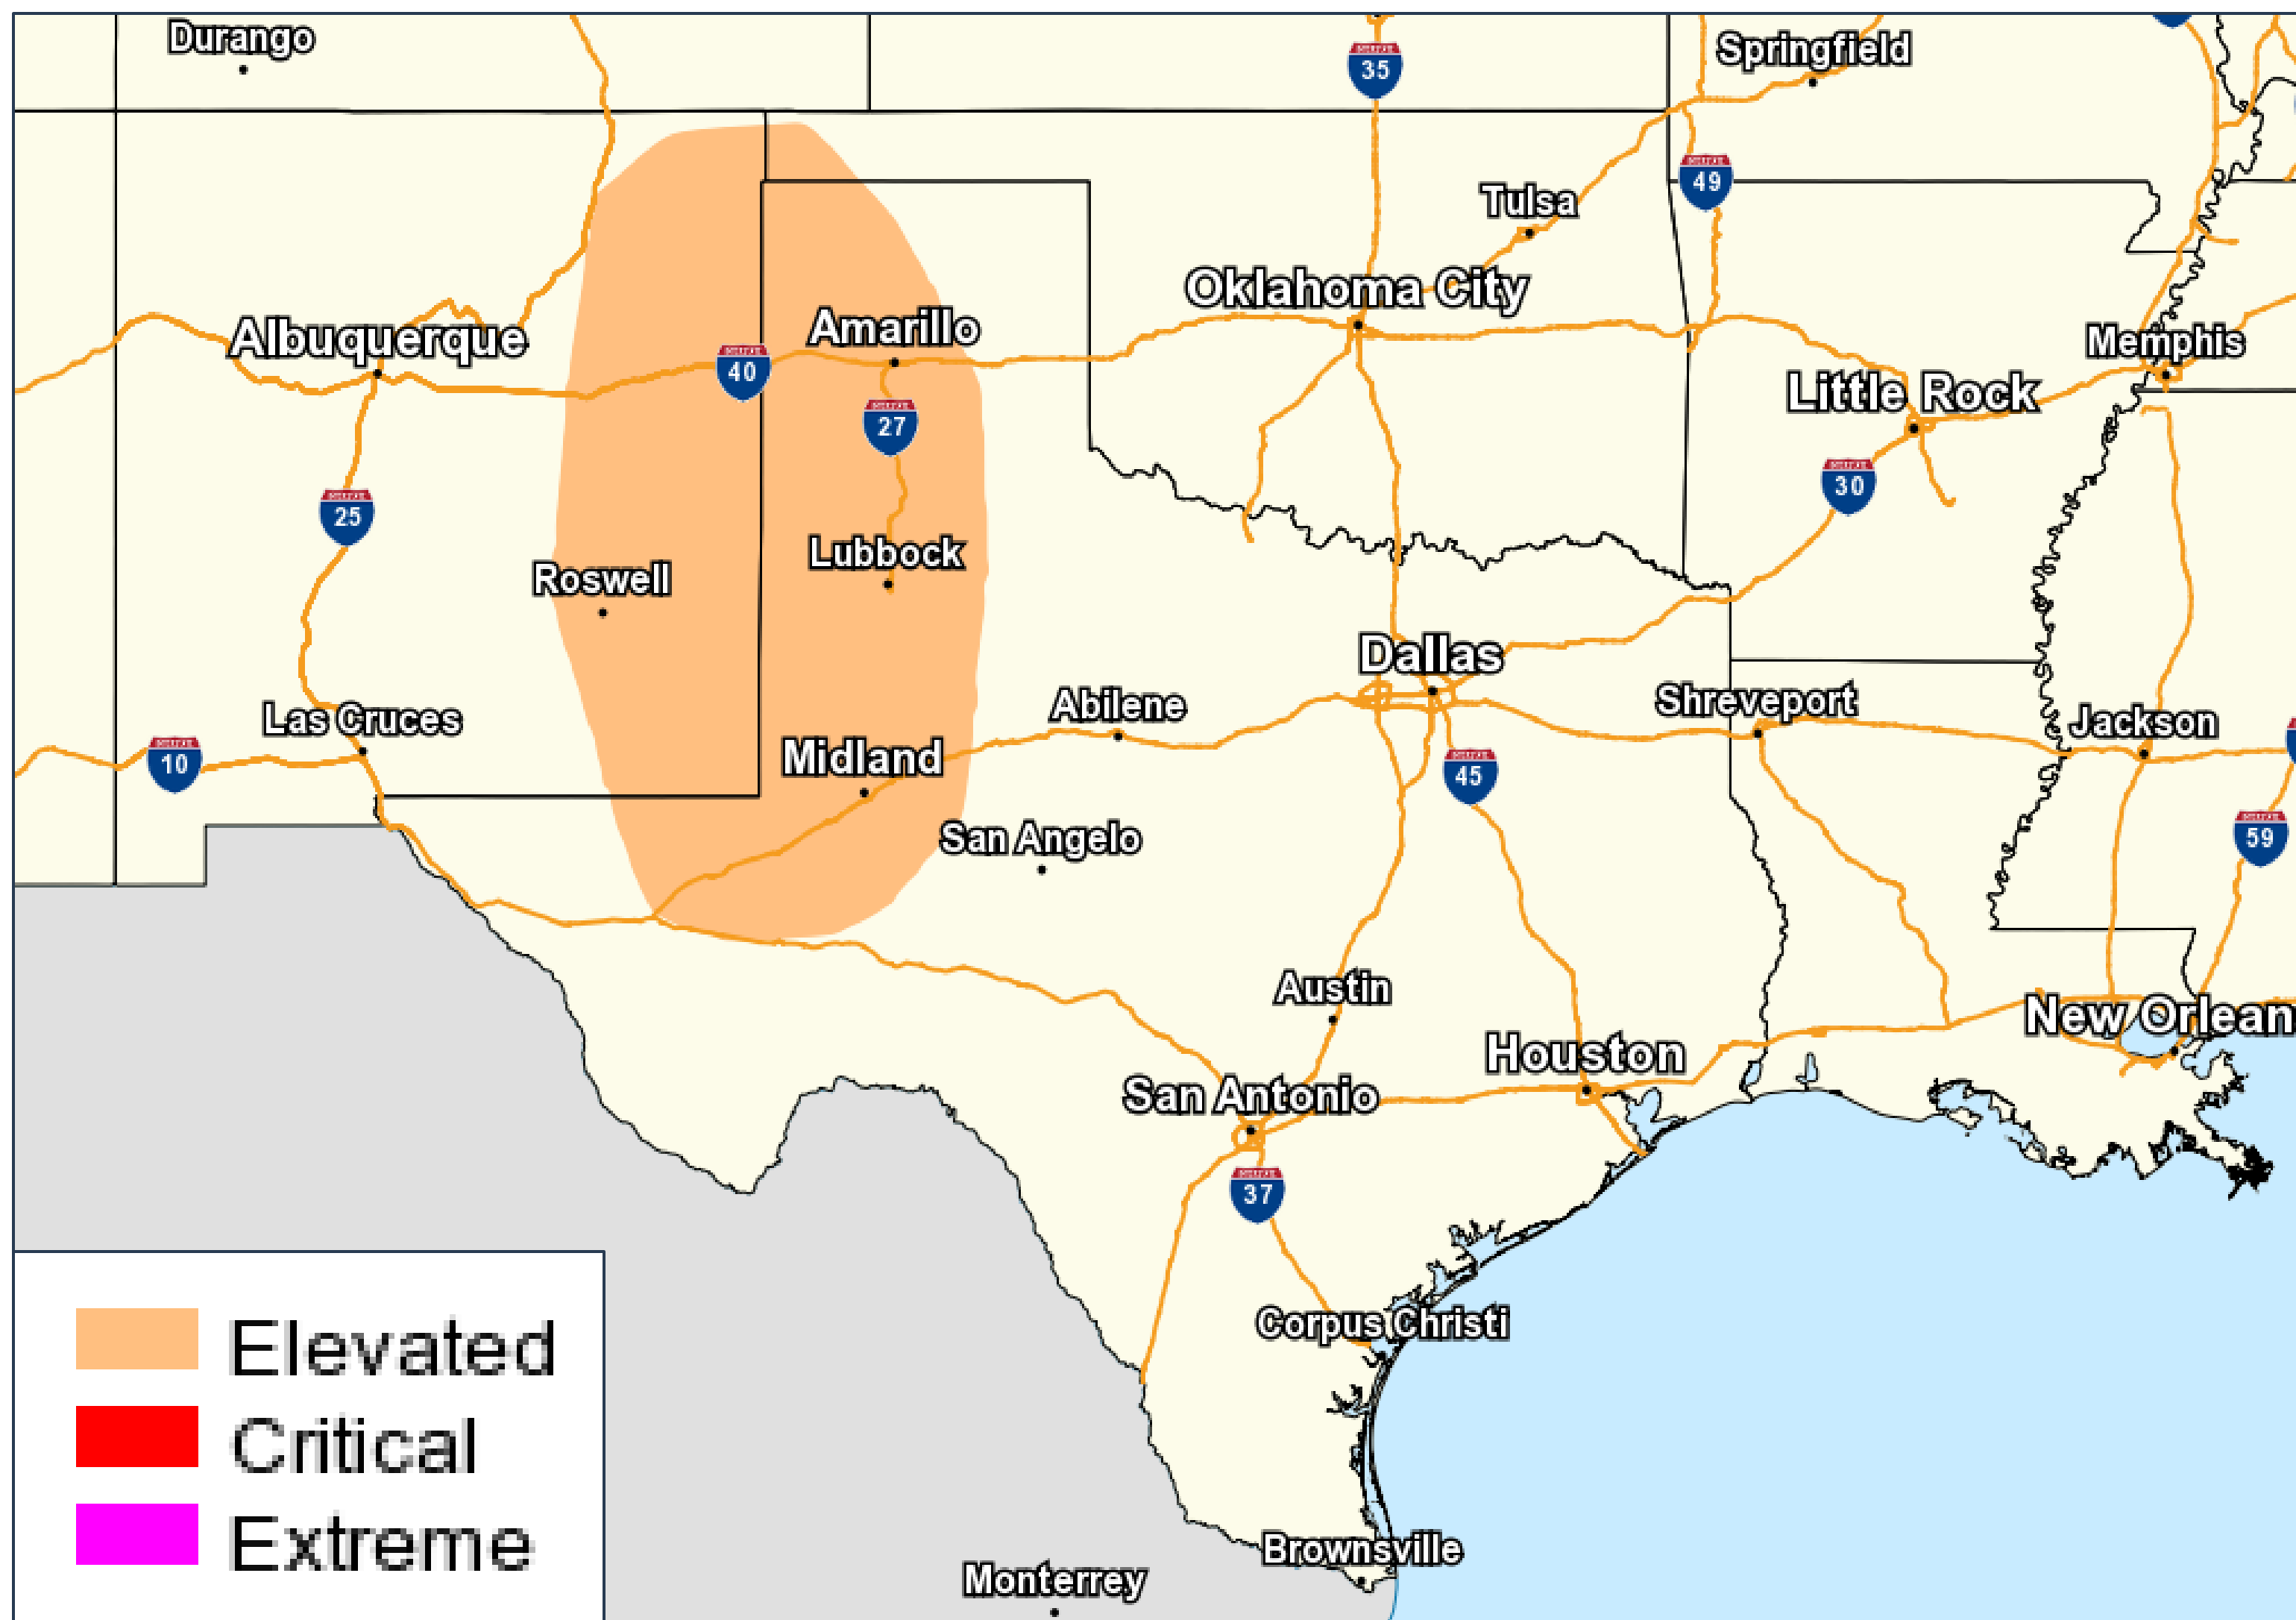 Durango
35
Springfield
49
Tulsa
Oklahoma City
Albuquerque
Amarillo
40
Memphis
Little Rock
27
30
25
Lubbock
Roswell
Dallas
Las Cruces
Abilene
Shreveport
Jackson
10
Midland
45
San Angelo
59
Austin
New Orlean
Houston
San Antonio
37
Corpus Christi
Elevated
Critical
Extreme
Brownsville
Monterrey